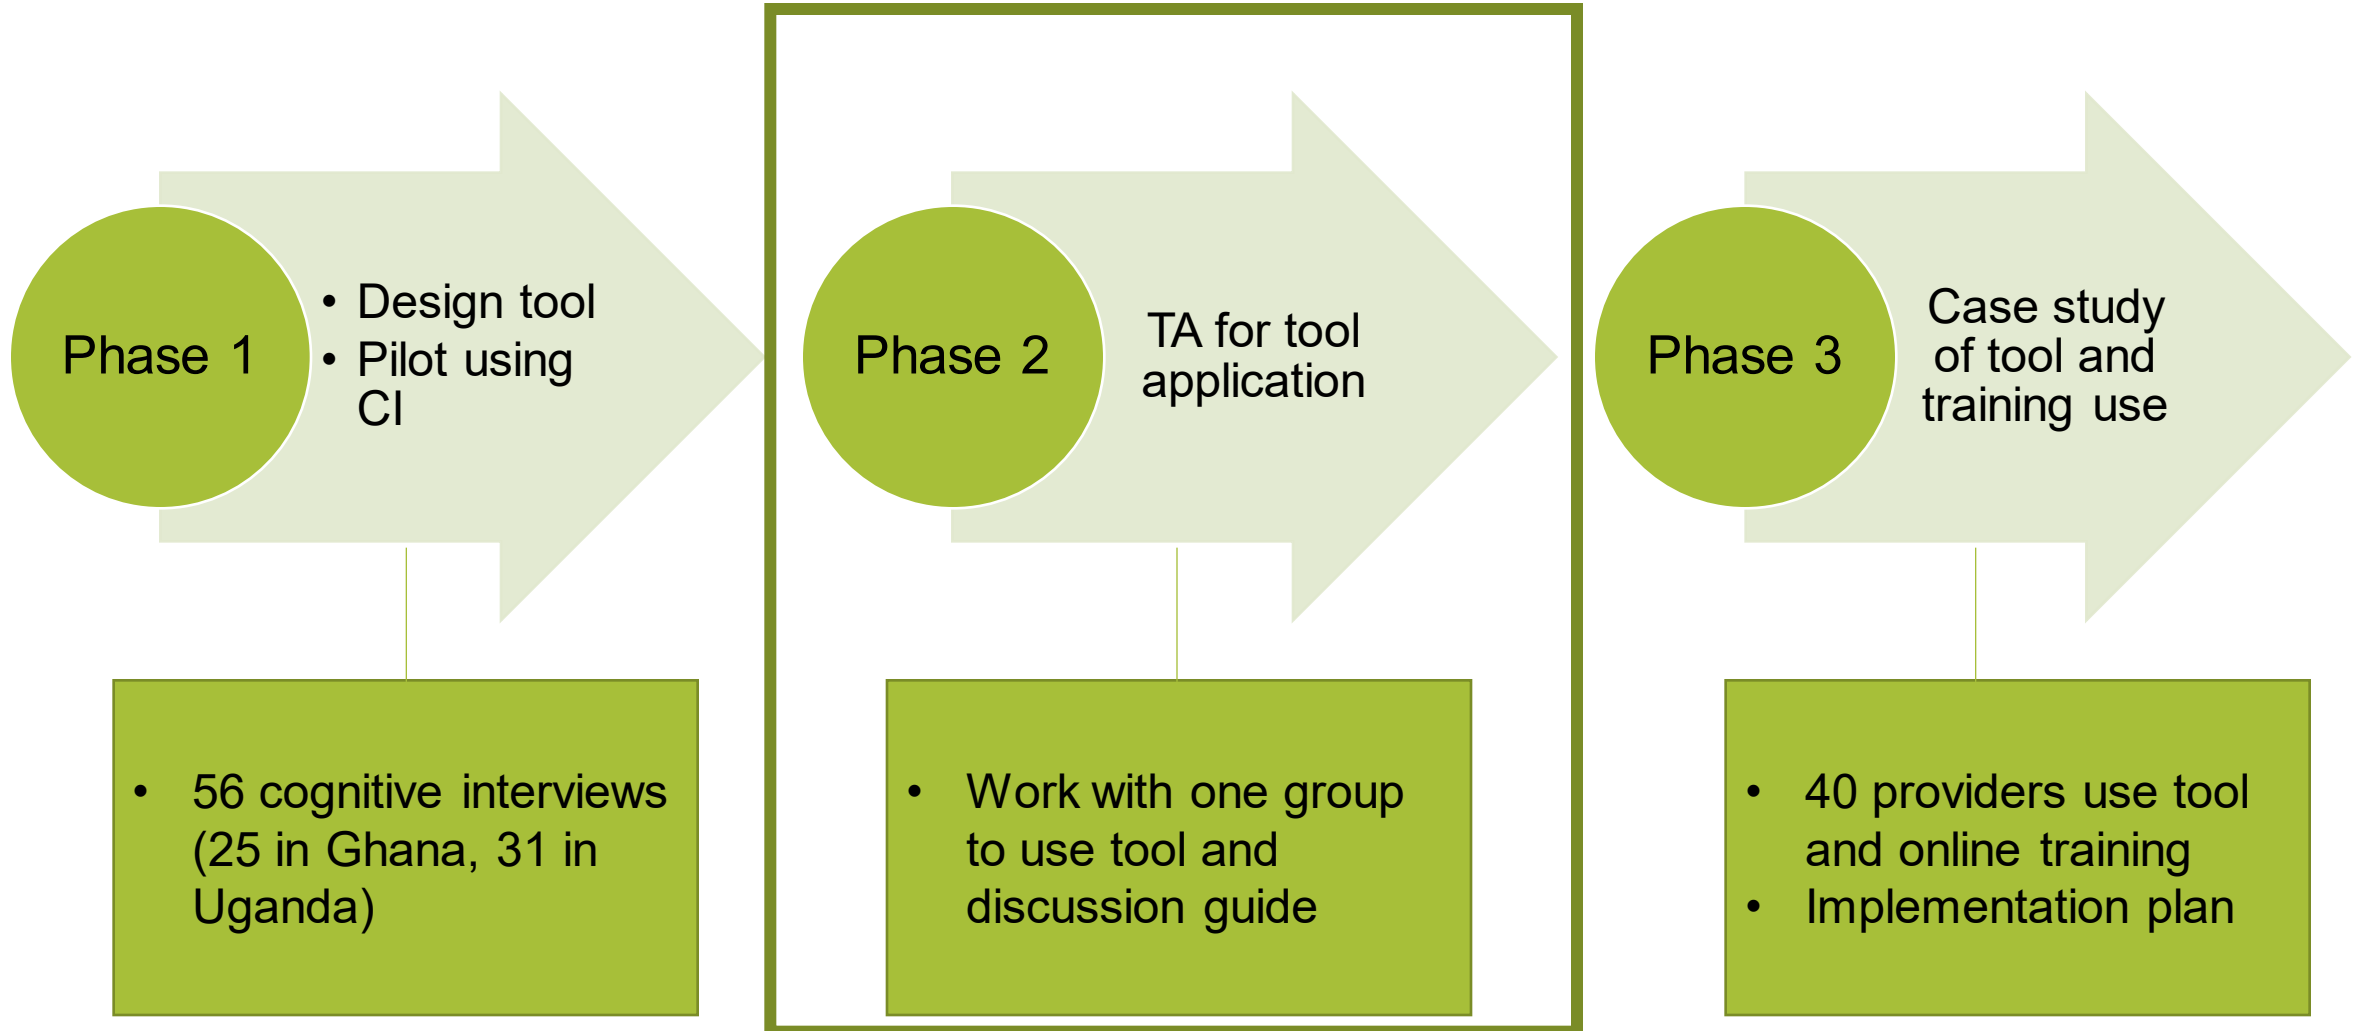 Phase 1
• Design tool
• Pilot using
CI
Phase 2
TA for tool
application
Phase 3
Case study
of tool and
training use
• 56 cognitive interviews
(25 in Ghana, 31 in
Uganda)
• Work with one group
to use tool and
discussion guide
• 40 providers use tool
and online training
• Implementation plan